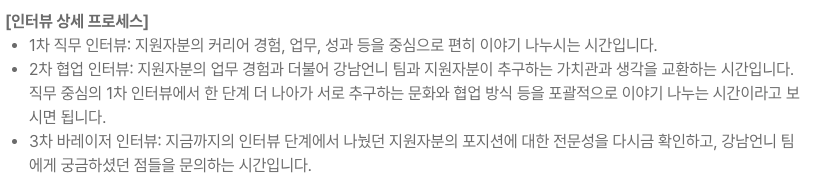 [인터뷰 상세 프로세스]
• 1차 직무 인터뷰: 지원자분의 커리어 경험, 업무, 성과 등을 중심으로 편히 이야기 나누시는 시간입니다.
• 2차 협업 인터뷰: 지원자분의 업무 경험과 더불어 강남언니 팀과 지원자분이 추구하는 가치관과 생각을 교환하는 시간입니다.
직무 중심의 1차 인터뷰에서 한 단계 더 나아가 서로 추구하는 문화와 협업 방식 등을 포괄적으로 이야기 나누는 시간이라고 보
시면 됩니다.
• 3차 바레이저 인터뷰: 지금까지의 인터뷰 단계에서 나눴던 지원자분의 포지션에 대한 전문성을 다시금 확인하고, 강남언니 팀
에게 궁금하셨던 점들을 문의하는 시간입니다.